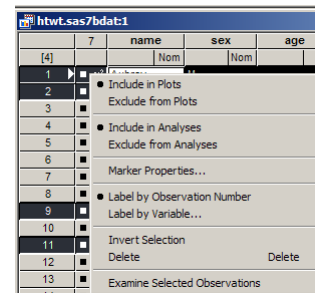 htwt.sas7bdat:1
7 name sex age
[4] Nom Nom
1
2 Include in Plots
3 Exclude from Plots
4 Include in Analyses
5 Exclude from Analyses
6
7 Marker Properties...
8 Label by Observation Number
9 Label by Variable...
10
11 Invert Selection
12 Delete Delete
13 Examine Selected Observations